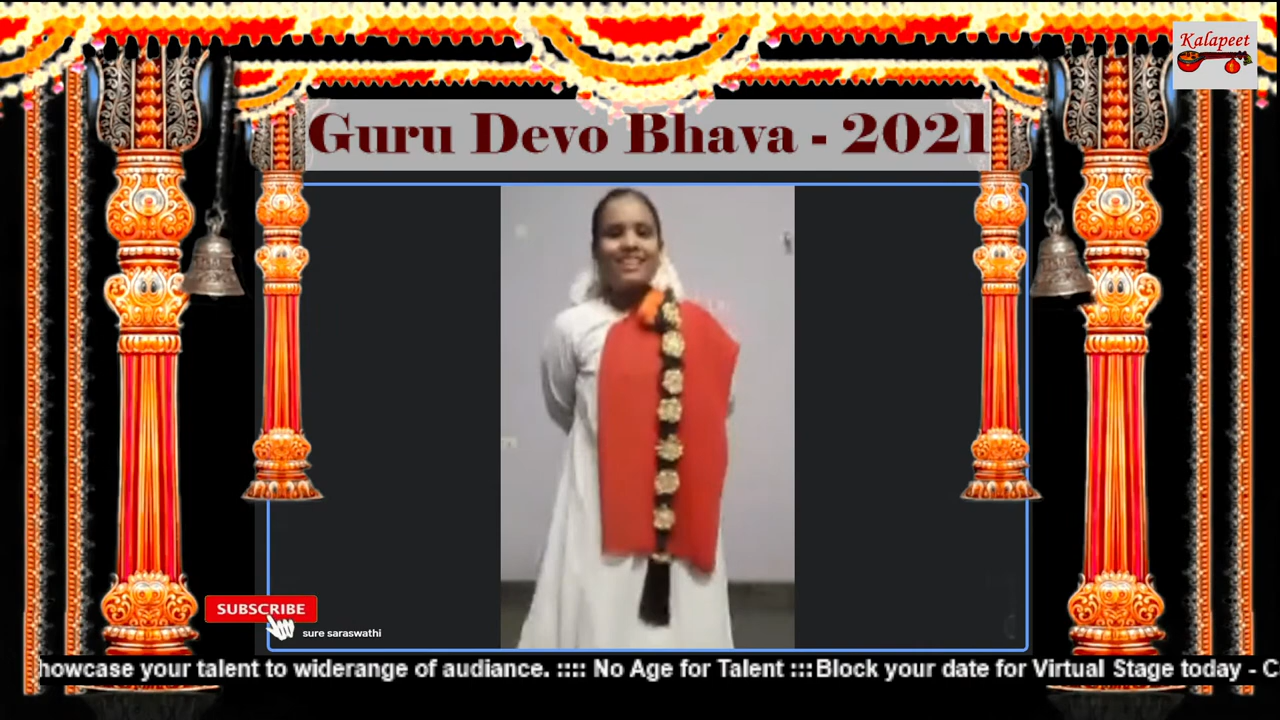 Kalapeet
Guru Devo Bhava - 2021
SUBSCRIBE
sure saraswathi
howcase your talent to widerange of audiance. :::: No Age for Talent ::: Block your date for Virtual Stage today - C